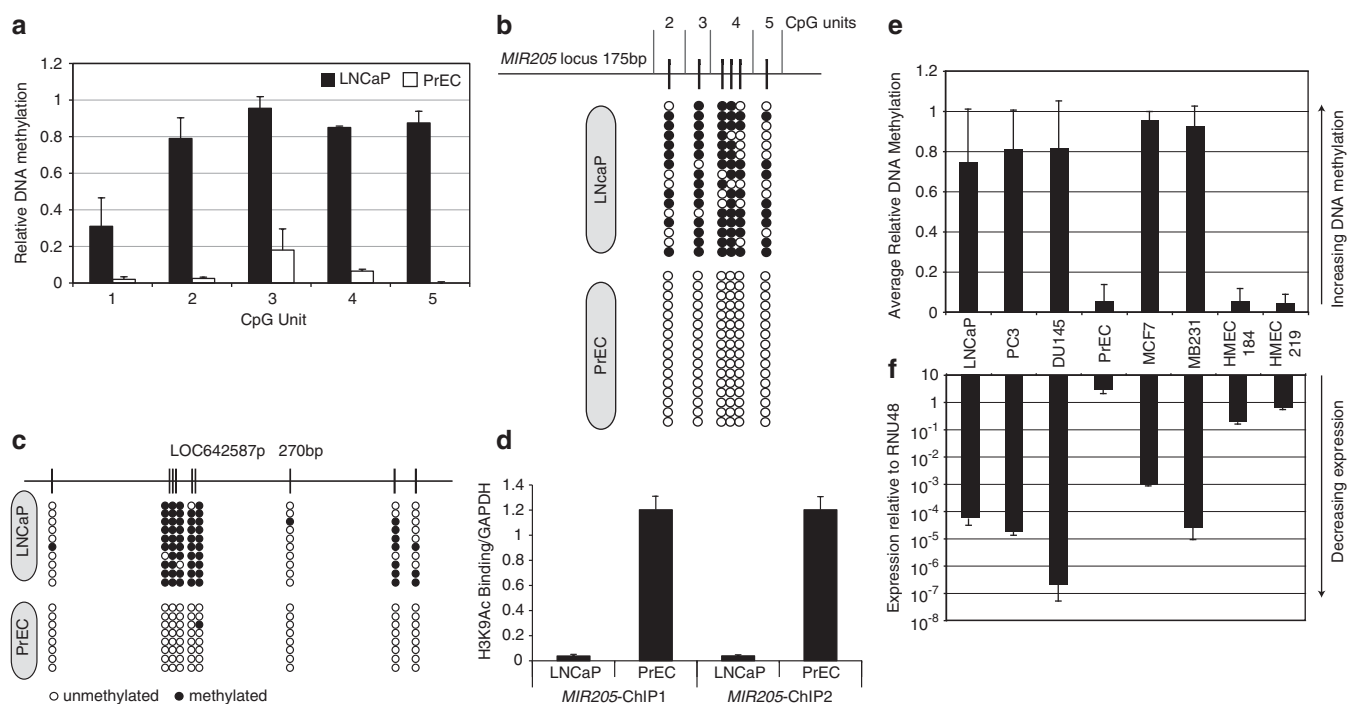 a
1.2
1
0.8
0.6
0.4
0.2
0
Relative DNA methylation
LNCaP
PrEC
1 2 3 4 5
CpG Unit
b
2 3 4 5 CpG units
MIR205 locus 175bp
LNcaP
PrEC
c
LOC642587p 270bp
LNCaP
PrEC
unmethylated methylated
d
1.4
1.2
1
0.8
0.6
0.4
0.2
0
H3K9Ac Binding/GAPDH
LNCaP PrEC LNCaP PrEC
MIR205-ChIP1 MIR205-ChIP2
e
1.2
1
0.8
0.6
0.4
0.2
0
Average Relative DNA Methylation
Increasing DNA methylation
LNCaP
PC3
DU145
PrEC
MCF7
MB231
HMEC
184
HMEC
219
f
10
1
10-1
10-2
10-3
10-4
10-5
10-6
10-7
10-8
Expression relative to RNU48
Decreasing expression